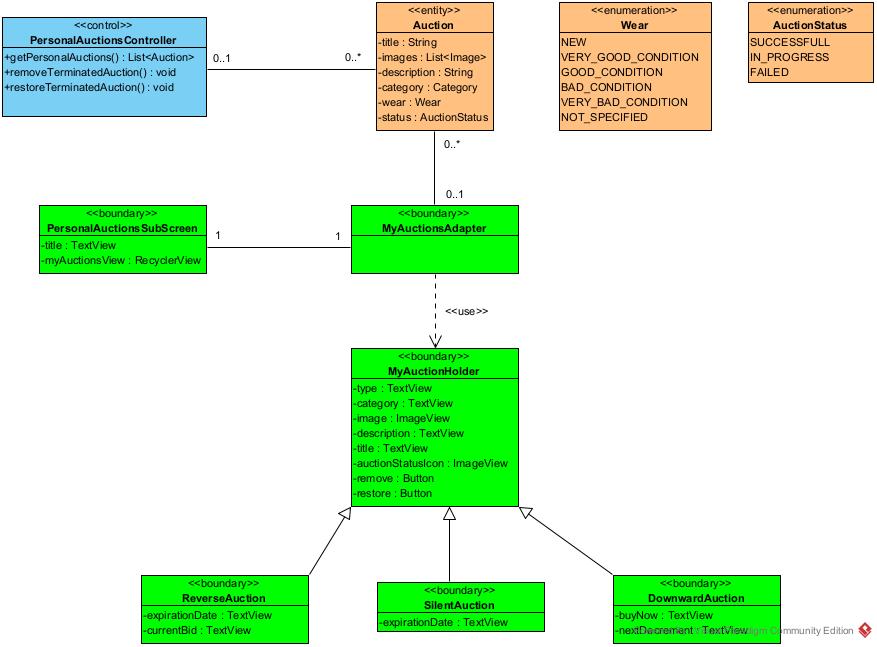 <<control>>
PersonalAuctionsController
+getPersonalAuctions() : List<Auction>
+removeTerminatedAuction() : void
+restoreTerminatedAuction() : void
0..1
0..*
<<entity>>
Auction
-title : String
-images : List<Image>
-description : String
-category : Category
-wear : Wear
-status : AuctionStatus
<<enumeration>>
Wear
NEW
VERY_GOOD_CONDITION
GOOD_CONDITION
BAD_CONDITION
VERY_BAD_CONDITION
NOT_SPECIFIED
<<enumeration>>
AuctionStatus
SUCCESSFULL
IN_PROGRESS
FAILED
0..*
0..1
<<boundary>>
PersonalAuctionsSubScreen
-title : TextView
-myAuctionsView : RecyclerView
1
1
<<boundary>>
MyAuctionsAdapter
<<use>>
<<boundary>>
MyAuctionHolder
-type : TextView
-category : TextView
-image : ImageView
-description : TextView
-title : TextView
-auctionStatusIcon : ImageView
-remove : Button
-restore : Button
<<boundary>>
ReverseAuction
-expirationDate : TextView
-currentBid : TextView
<<boundary>>
SilentAuction
-expirationDate : TextView
<<boundary>>
DownwardAuction
-buyNow : TextView
-nextDecrement : TextView
Community Edition